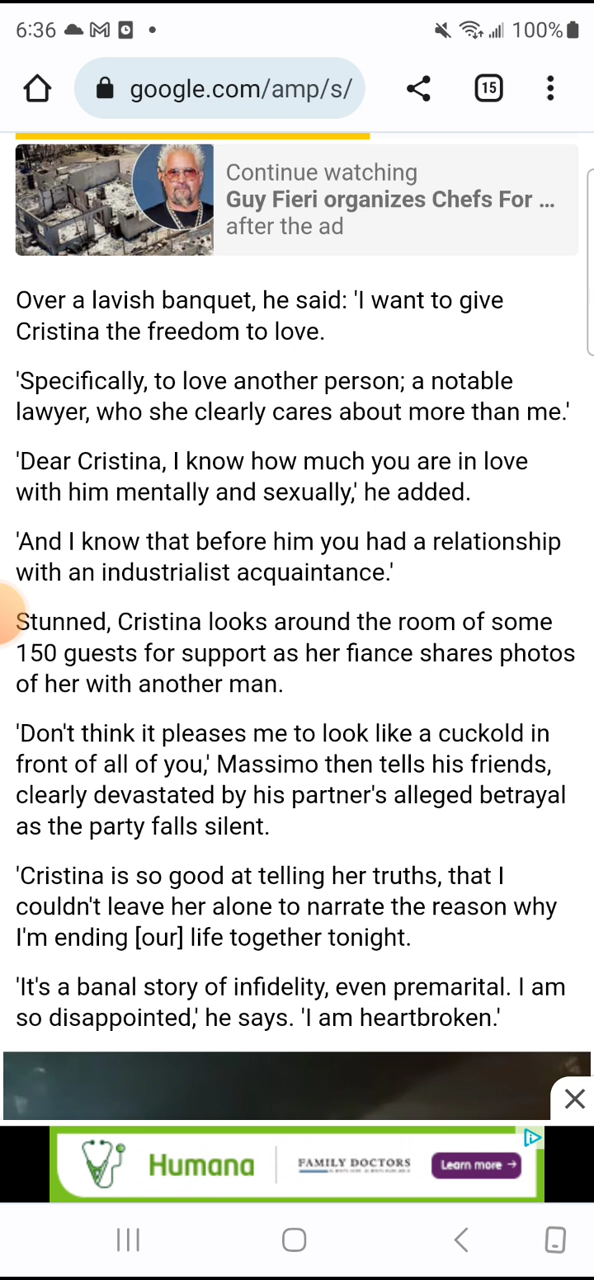 6:36
100%
google.com/amp/s/
15
Continue watching
Guy Fieri organizes Chefs For ...
after the ad
Over a lavish banquet, he said: 'I want to give
Cristina the freedom to love.
'Specifically, to love another person; a notable
lawyer, who she clearly cares about more than me.'
'Dear Cristina, I know how much you are in love
with him mentally and sexually,' he added.
'And I know that before him you had a relationship
with an industrialist acquaintance.'
Stunned, Cristina looks around the room of some
150 guests for support as her fiance shares photos
of her with another man.
'Don't think it pleases me to look like a cuckold in
front of all of you,' Massimo then tells his friends,
clearly devastated by his partner's alleged betrayal
as the party falls silent.
'Cristina is so good at telling her truths, that I
couldn't leave her alone to narrate the reason why
I'm ending [our] life together tonight.
'It's a banal story of infidelity, even premarital. I am
so disappointed,' he says. 'I am heartbroken.'
Humana
FAMILY DOCTORS
Learn more →